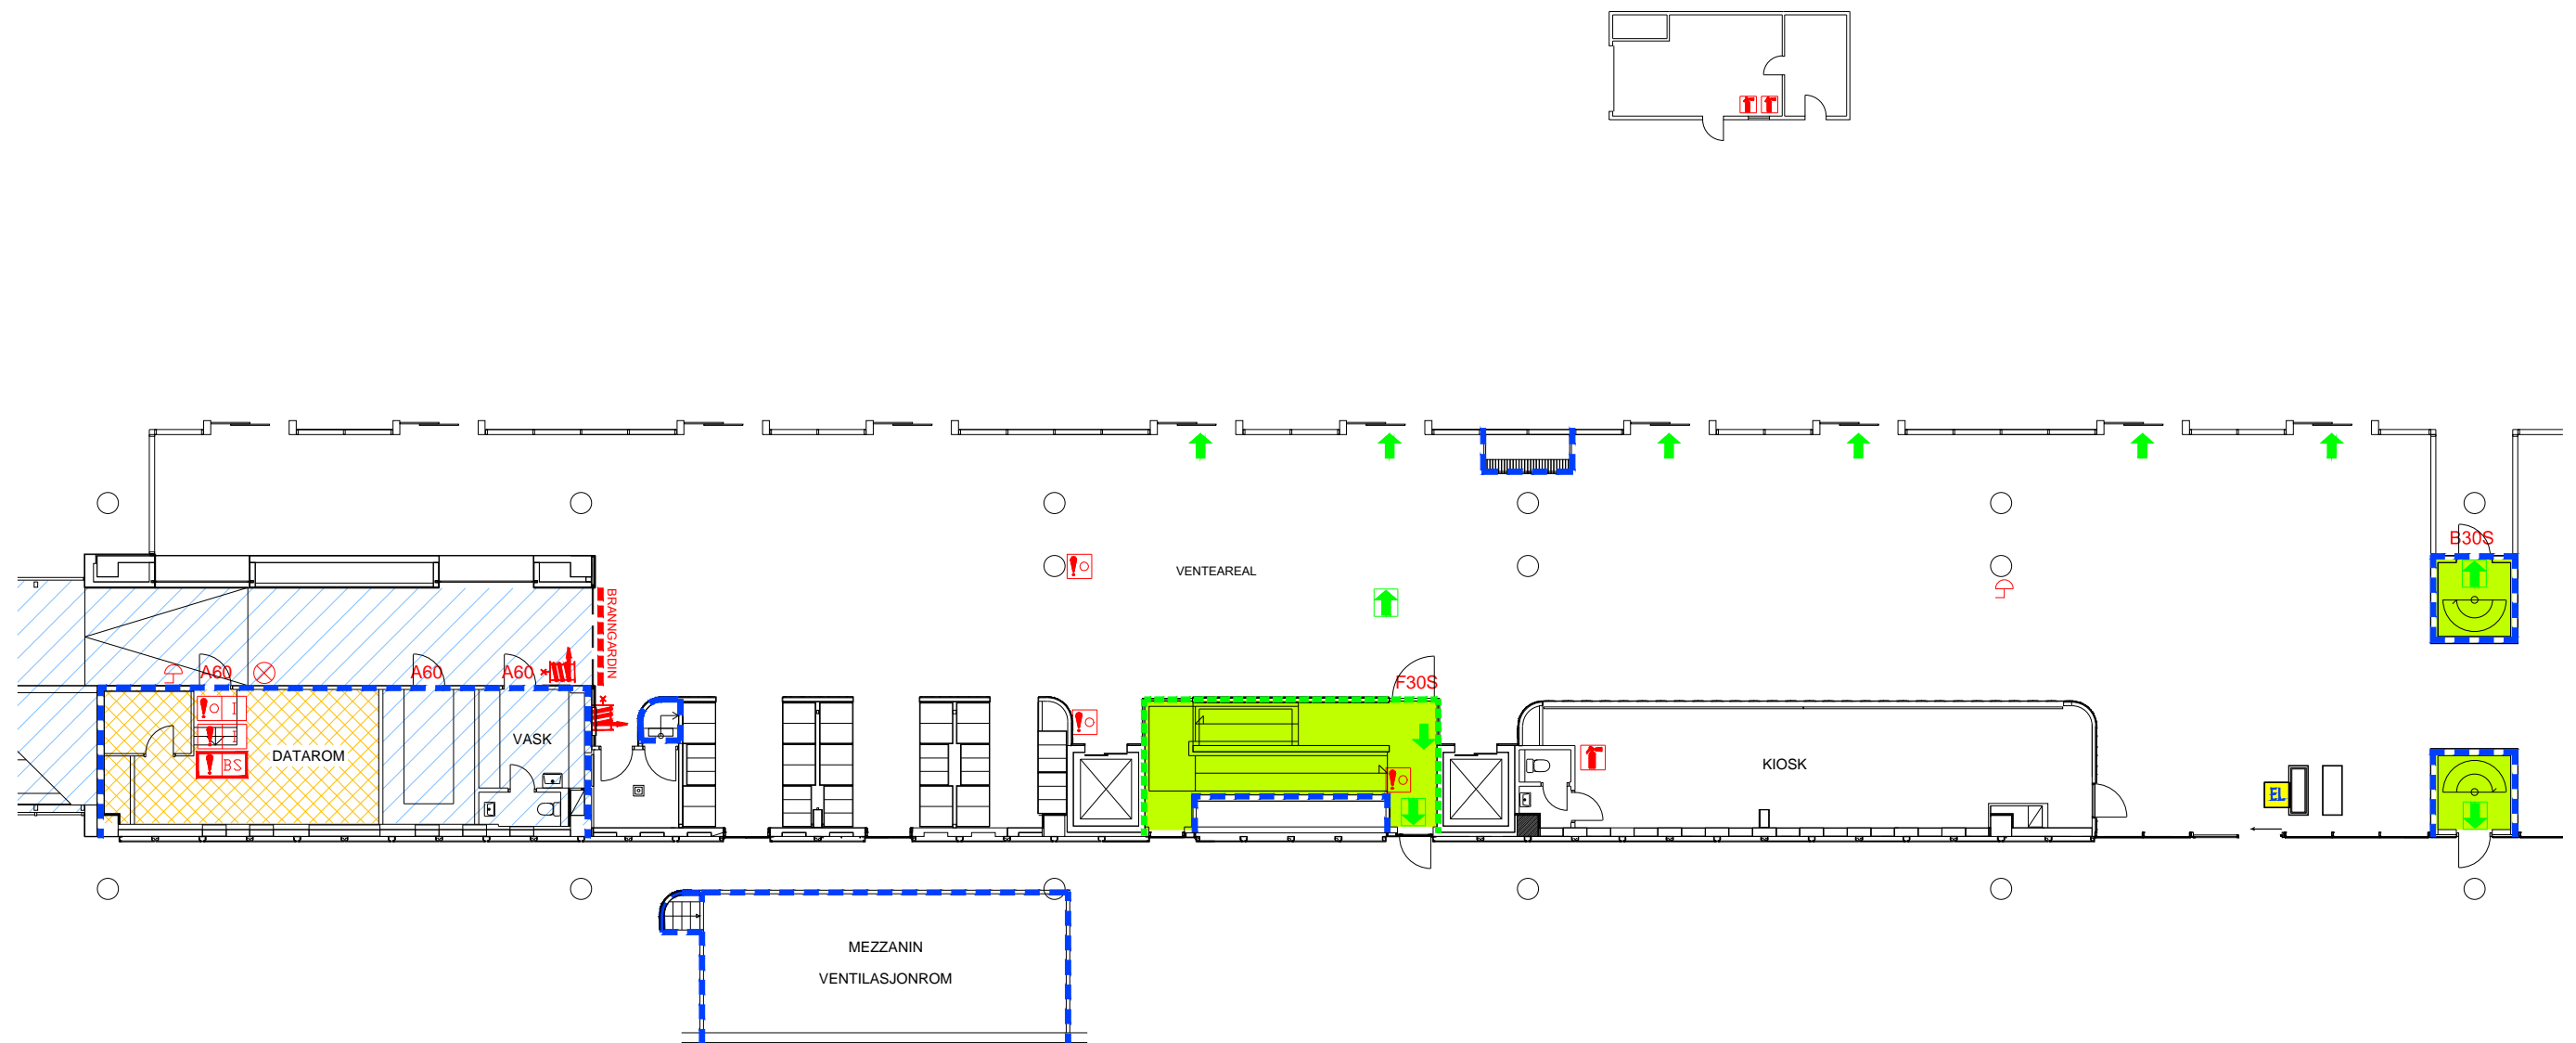 B30S
VENTEAREAL
BRANNGARDIN
A60
A60
A60
F30S
I
I
BS
DATAROM
VASK
KIOSK
EL
MEZZANIN
VENTILASJONROM